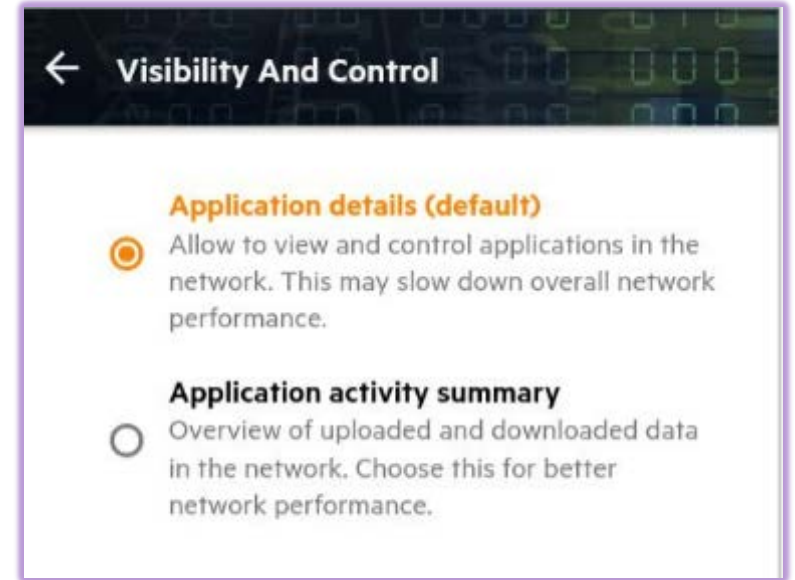 Visibility And Control
Application details (default)
Allow to view and control applications in the
network. This may slow down overall network
performance.
Application activity summary
Overview of uploaded and downloaded data
in the network. Choose this for better
network performance.